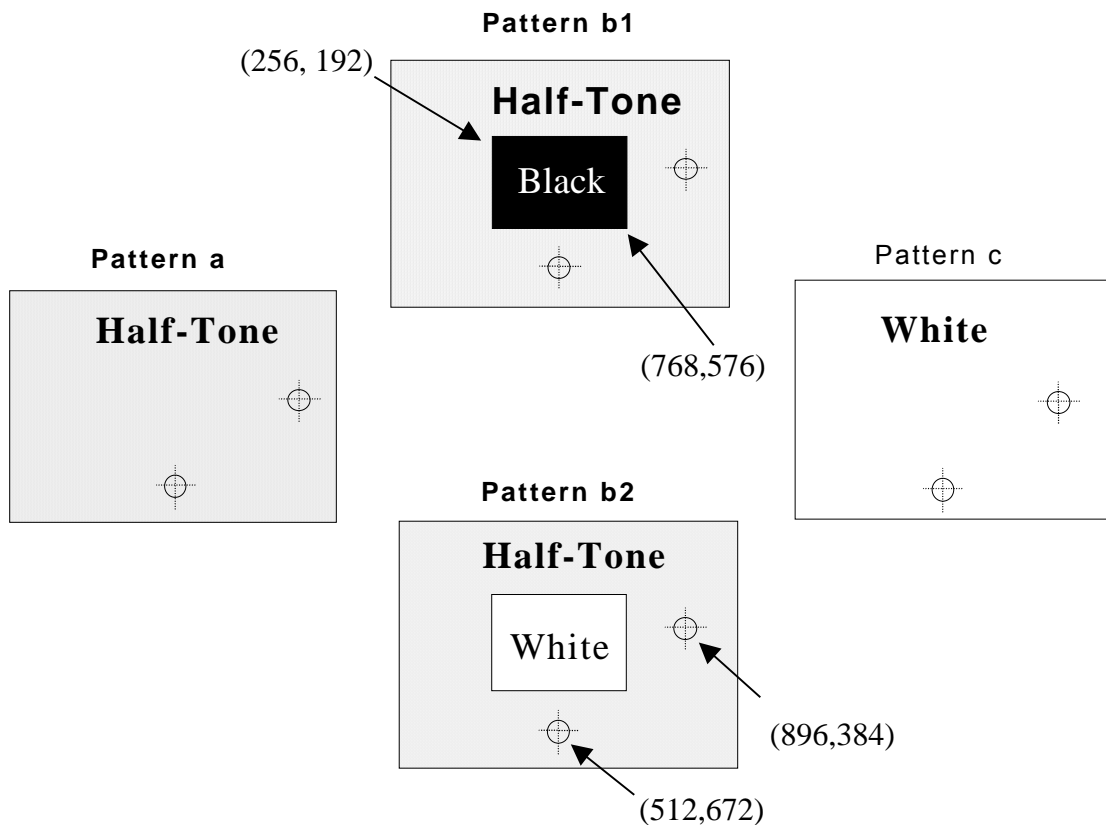 Pattern b1
(256, 192)
Half-Tone
Black
Pattern a
Half-Tone
Pattern c
White
(768,576)
Pattern b2
Half-Tone
White
(896,384)
(512,672)